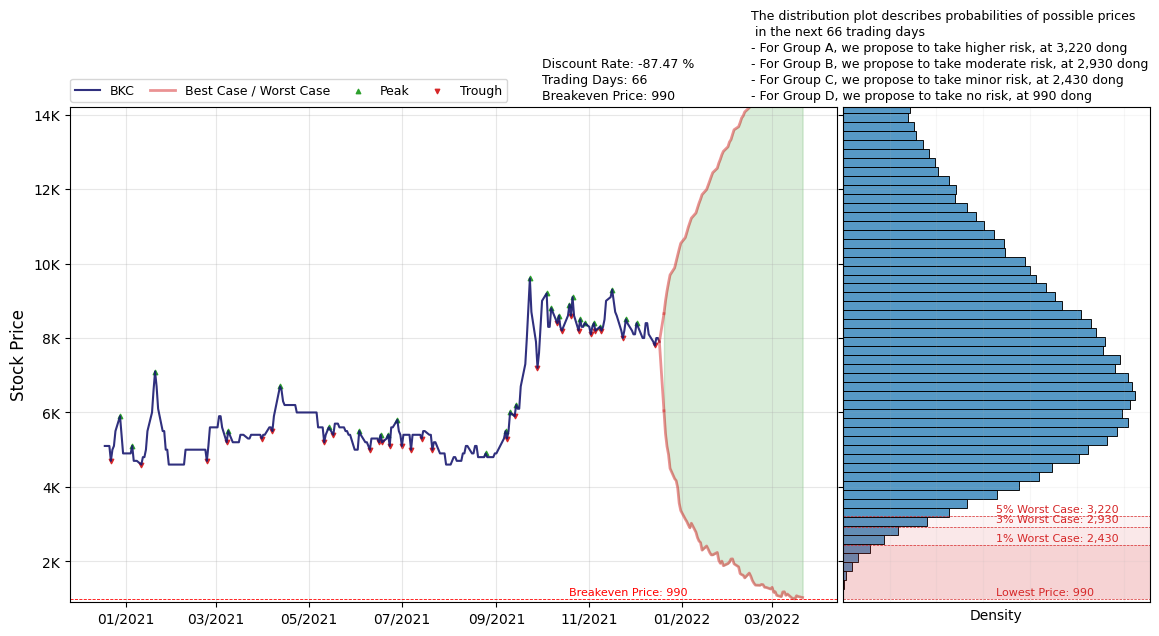 The distribution plot describes probabilities of possible prices
in the next 66 trading days
- For Group A, we propose to take higher risk, at 3,220 dong
- For Group B, we propose to take moderate risk, at 2,930 dong
- For Group C, we propose to take minor risk, at 2,430 dong
- For Group D, we propose to take no risk, at 990 dong
Discount Rate: -87.47 %
Trading Days: 66
Breakeven Price: 990
BKC
Best Case / Worst Case
Peak
Trough
Stock Price
14K
12K
10K
8K
6K
4K
2K
Breakeven Price: 990
01/2021
03/2021
05/2021
07/2021
09/2021
11/2021
01/2022
03/2022
5% Worst Case: 3,220
3% Worst Case: 2,930
1% Worst Case: 2,430
Lowest Price: 990
Density